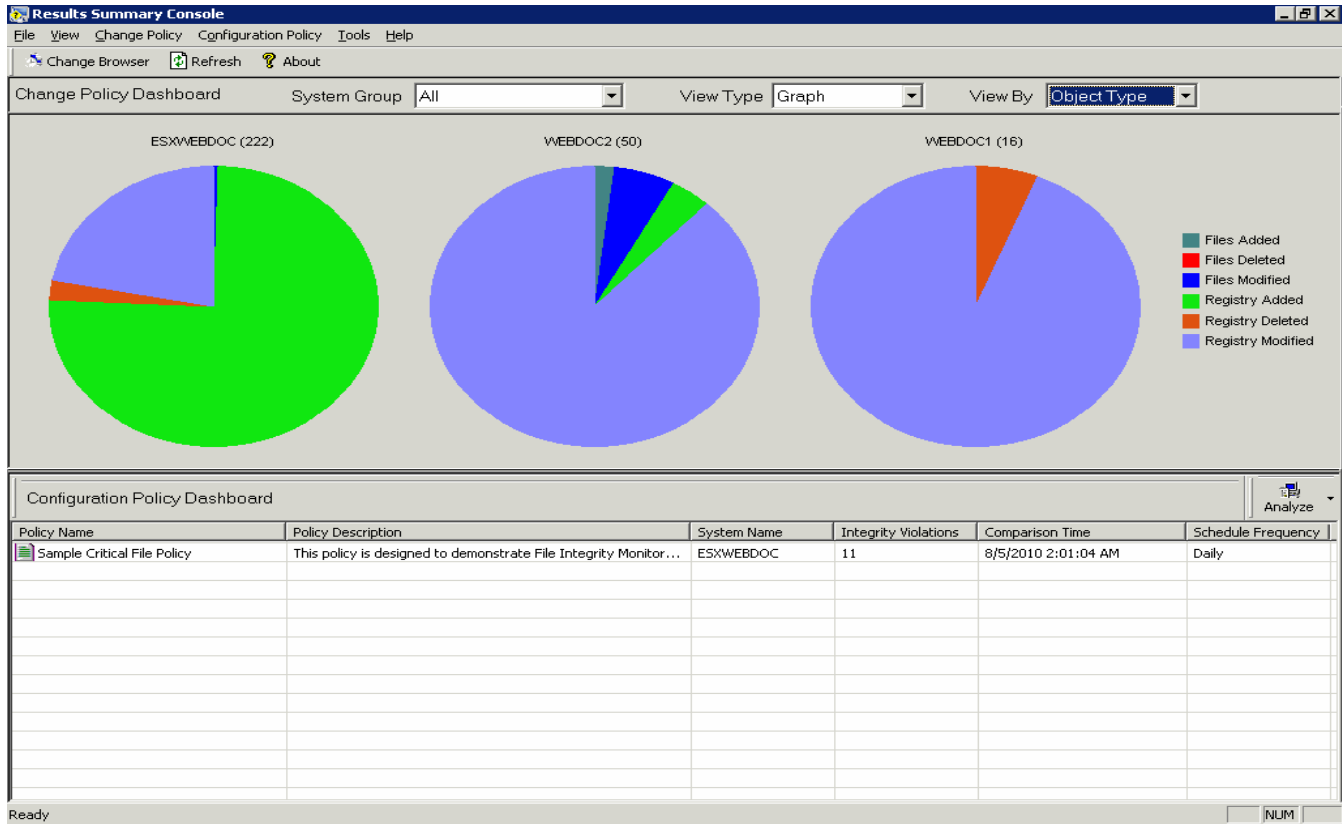 Results Summary Console
File View Change Policy Configuration Policy Tools Help
Change Browser Refresh About
Change Policy Dashboard System Group All View Type Graph View By Object Type
ESXWEBDOC (222) WEBDOC2 (50) WEBDOC1 (16)
Files Added
Files Deleted
Files Modified
Registry Added
Registry Deleted
Registry Modified
Configuration Policy Dashboard Analyze
Policy Name Policy Description System Name Integrity Violations Comparison Time Schedule Frequency
Sample Critical File Policy This policy is designed to demonstrate File Integrity Monitor... ESXWEBDOC 11 8/5/2010 2:01:04 AM Daily
Ready NUM